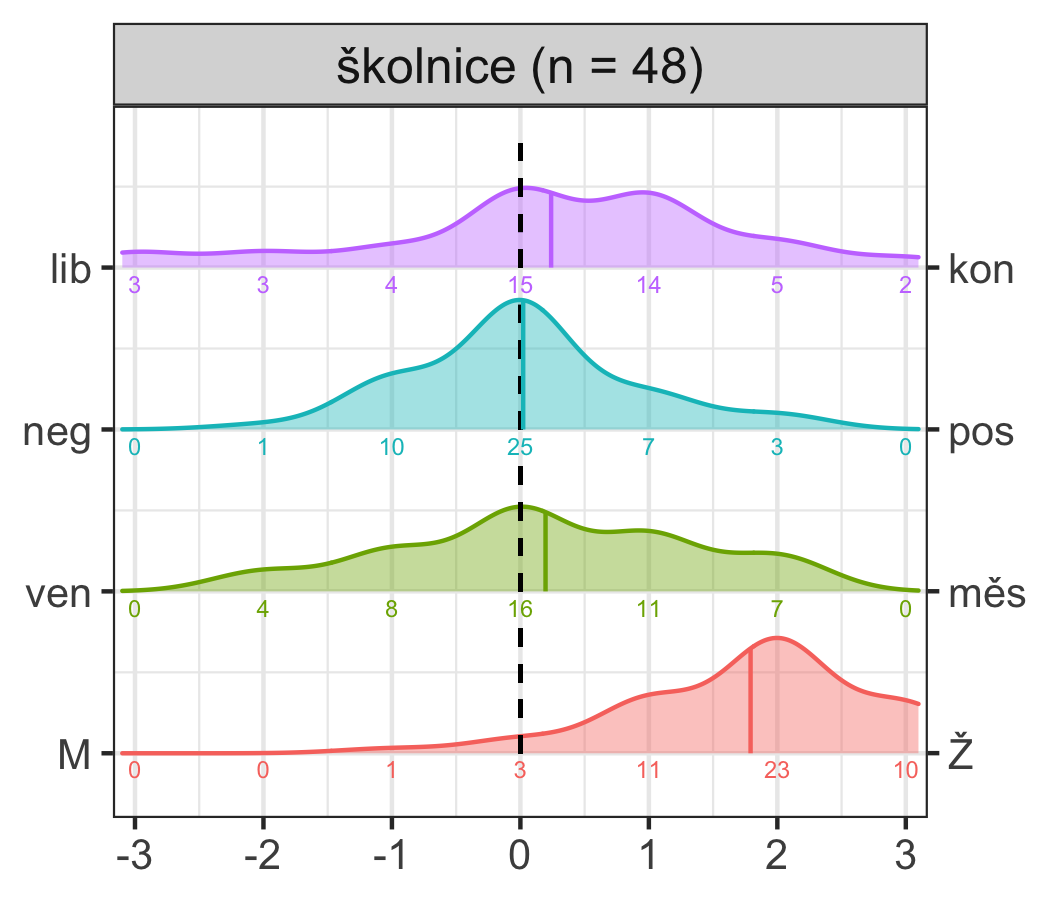 školnice (n = 48)
lib kon
3 3 4 15 14 5 2
neg pos
0 1 10 25 7 3 0
ven měs
0 4 8 16 11 7 0
M Ž
0 0 1 3 11 23 10
-3 -2 -1 0 1 2 3